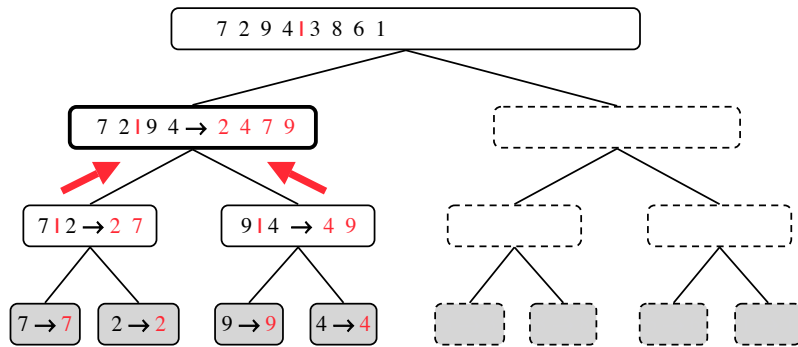 7 2 9 4 | 3 8 6 1
7 2 | 9 4 → 2 4 7 9
7 | 2 → 2 7
9 | 4 → 4 9
7 → 7
2 → 2
9 → 9
4 → 4